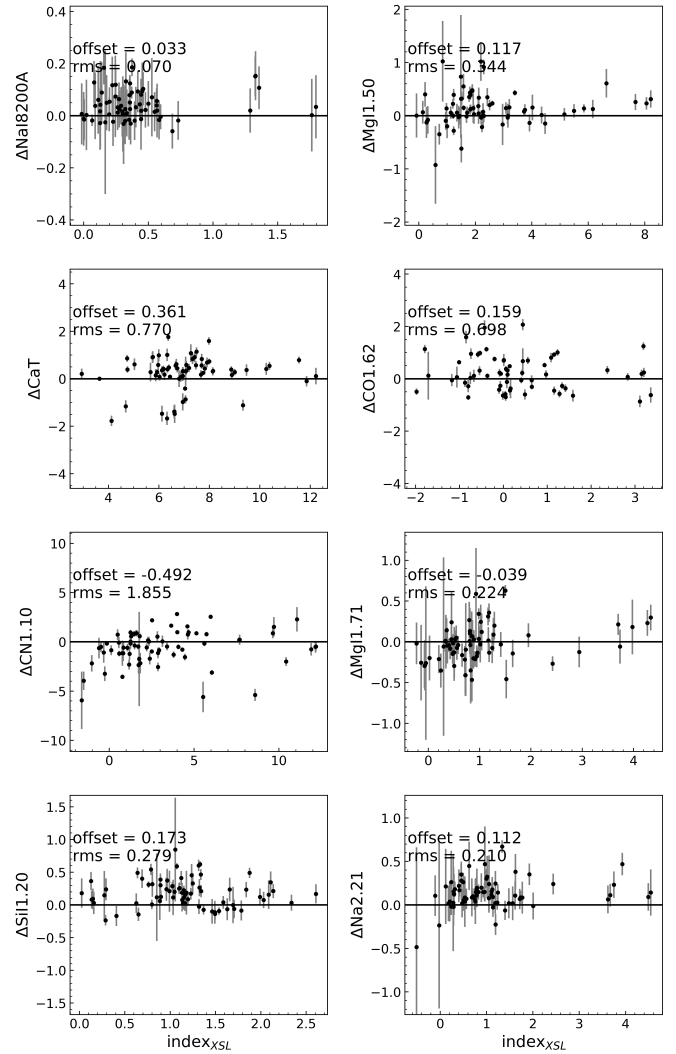 offset = 0.033
rms = 0.070
ΔNaI8200A
0.4
0.2
0.0
−0.2
−0.4
0.0 0.5 1.0 1.5
offset = 0.117
rms = 0.344
ΔMgI1.50
2
1
0
−1
−2
0 2 4 6 8
offset = 0.361
rms = 0.770
ΔCaT
4
2
0
−2
−4
4 6 8 10 12
offset = 0.159
rms = 0.698
ΔCO1.62
4
2
0
−2
−4
−2 −1 0 1 2 3
offset = -0.492
rms = 1.855
ΔCN1.10
10
5
0
−5
−10
0 5 10
offset = -0.039
rms = 0.224
ΔMgI1.71
1.0
0.5
0.0
−0.5
−1.0
0 1 2 3 4
offset = 0.173
rms = 0.279
ΔSiI1.20
1.5
1.0
0.5
0.0
−0.5
−1.0
−1.5
0.0 0.5 1.0 1.5 2.0 2.5
indexXSL
offset = 0.112
rms = 0.210
ΔNa2.21
1.0
0.5
0.0
−0.5
−1.0
0 1 2 4
indexXSL